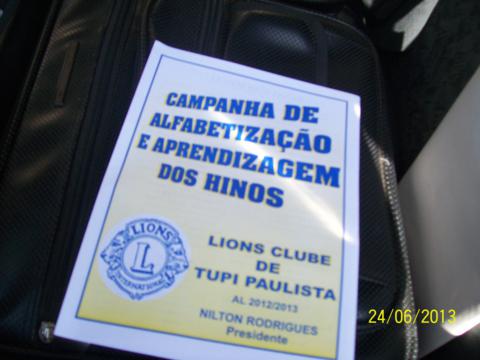 CAMPANHA DE
ALFABETIZAÇÃO
E APRENDIZAGEM
DOS HINOS
LIONS
L
INTERNATIONAL
LIONS CLUBE
DE
TUPI PAULISTA
AL 2012/2013
NILTON RODRIGUES
Presidente
24/06/2013